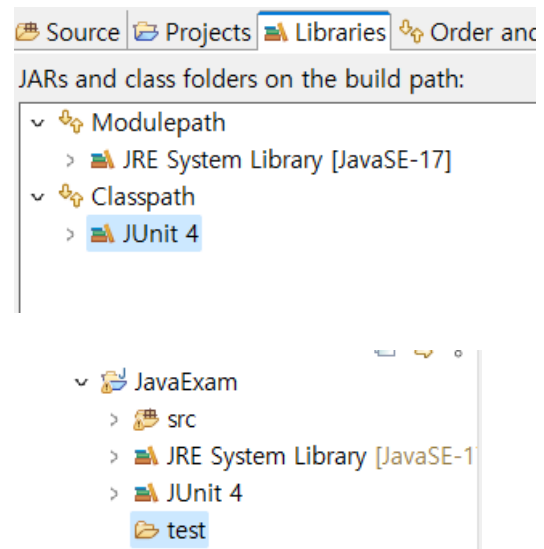 Source Projects Libraries Order and
JARs and class folders on the build path:
Modulepath
JRE System Library [JavaSE-17]
Classpath
JUnit 4
JavaExam
src
JRE System Library [JavaSE-1
JUnit 4
test